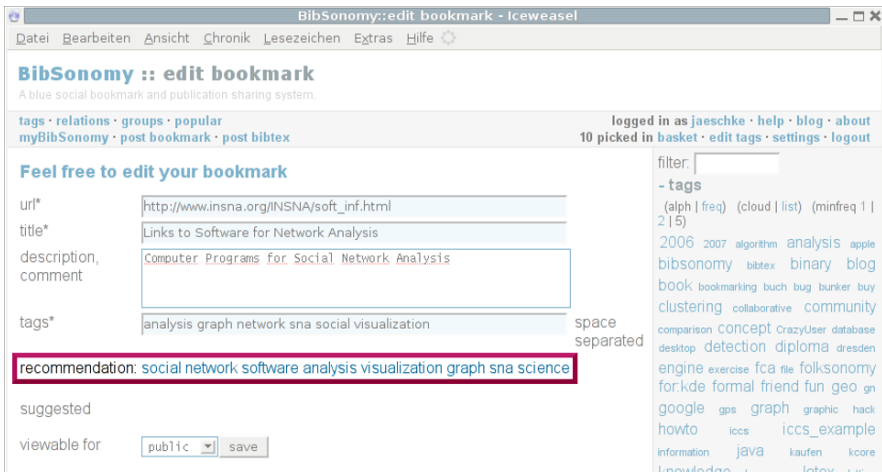 BibSonomy::edit bookmark - Iceweasel
Datei Bearbeiten Ansicht Chronik Lesezeichen Extras Hilfe
BibSonomy :: edit bookmark
A blue social bookmark and publication sharing system.
tags · relations · groups · popular
myBibSonomy · post bookmark · post bibtex
logged in as jaeschke · help · blog · about
10 picked in basket · edit tags · settings · logout
Feel free to edit your bookmark
url* http://www.insna.org/INSNA/soft_inf.html
title* Links to Software for Network Analysis
description, comment Computer Programs for Social Network Analysis
tags* analysis graph network sna social visualization space separated
recommendation: social network software analysis visualization graph sna science
suggested
viewable for public save
filter:
- tags
(alph | freq) (cloud | list) (minfreq 1 |
2 | 5)
2006 2007 algorithm analysis apple
bibsonomy bibtex binary blog
book bookmarking buch bug bunker buy
clustering collaborative community
comparison concept CrazyUser database
desktop detection diploma dresden
engine exercise fca file folksonomy
for:kde formal friend fun geo gn
google gps graph graphic hack
howto iccs iccs_example
information java kaufen kcore
knowledge latex